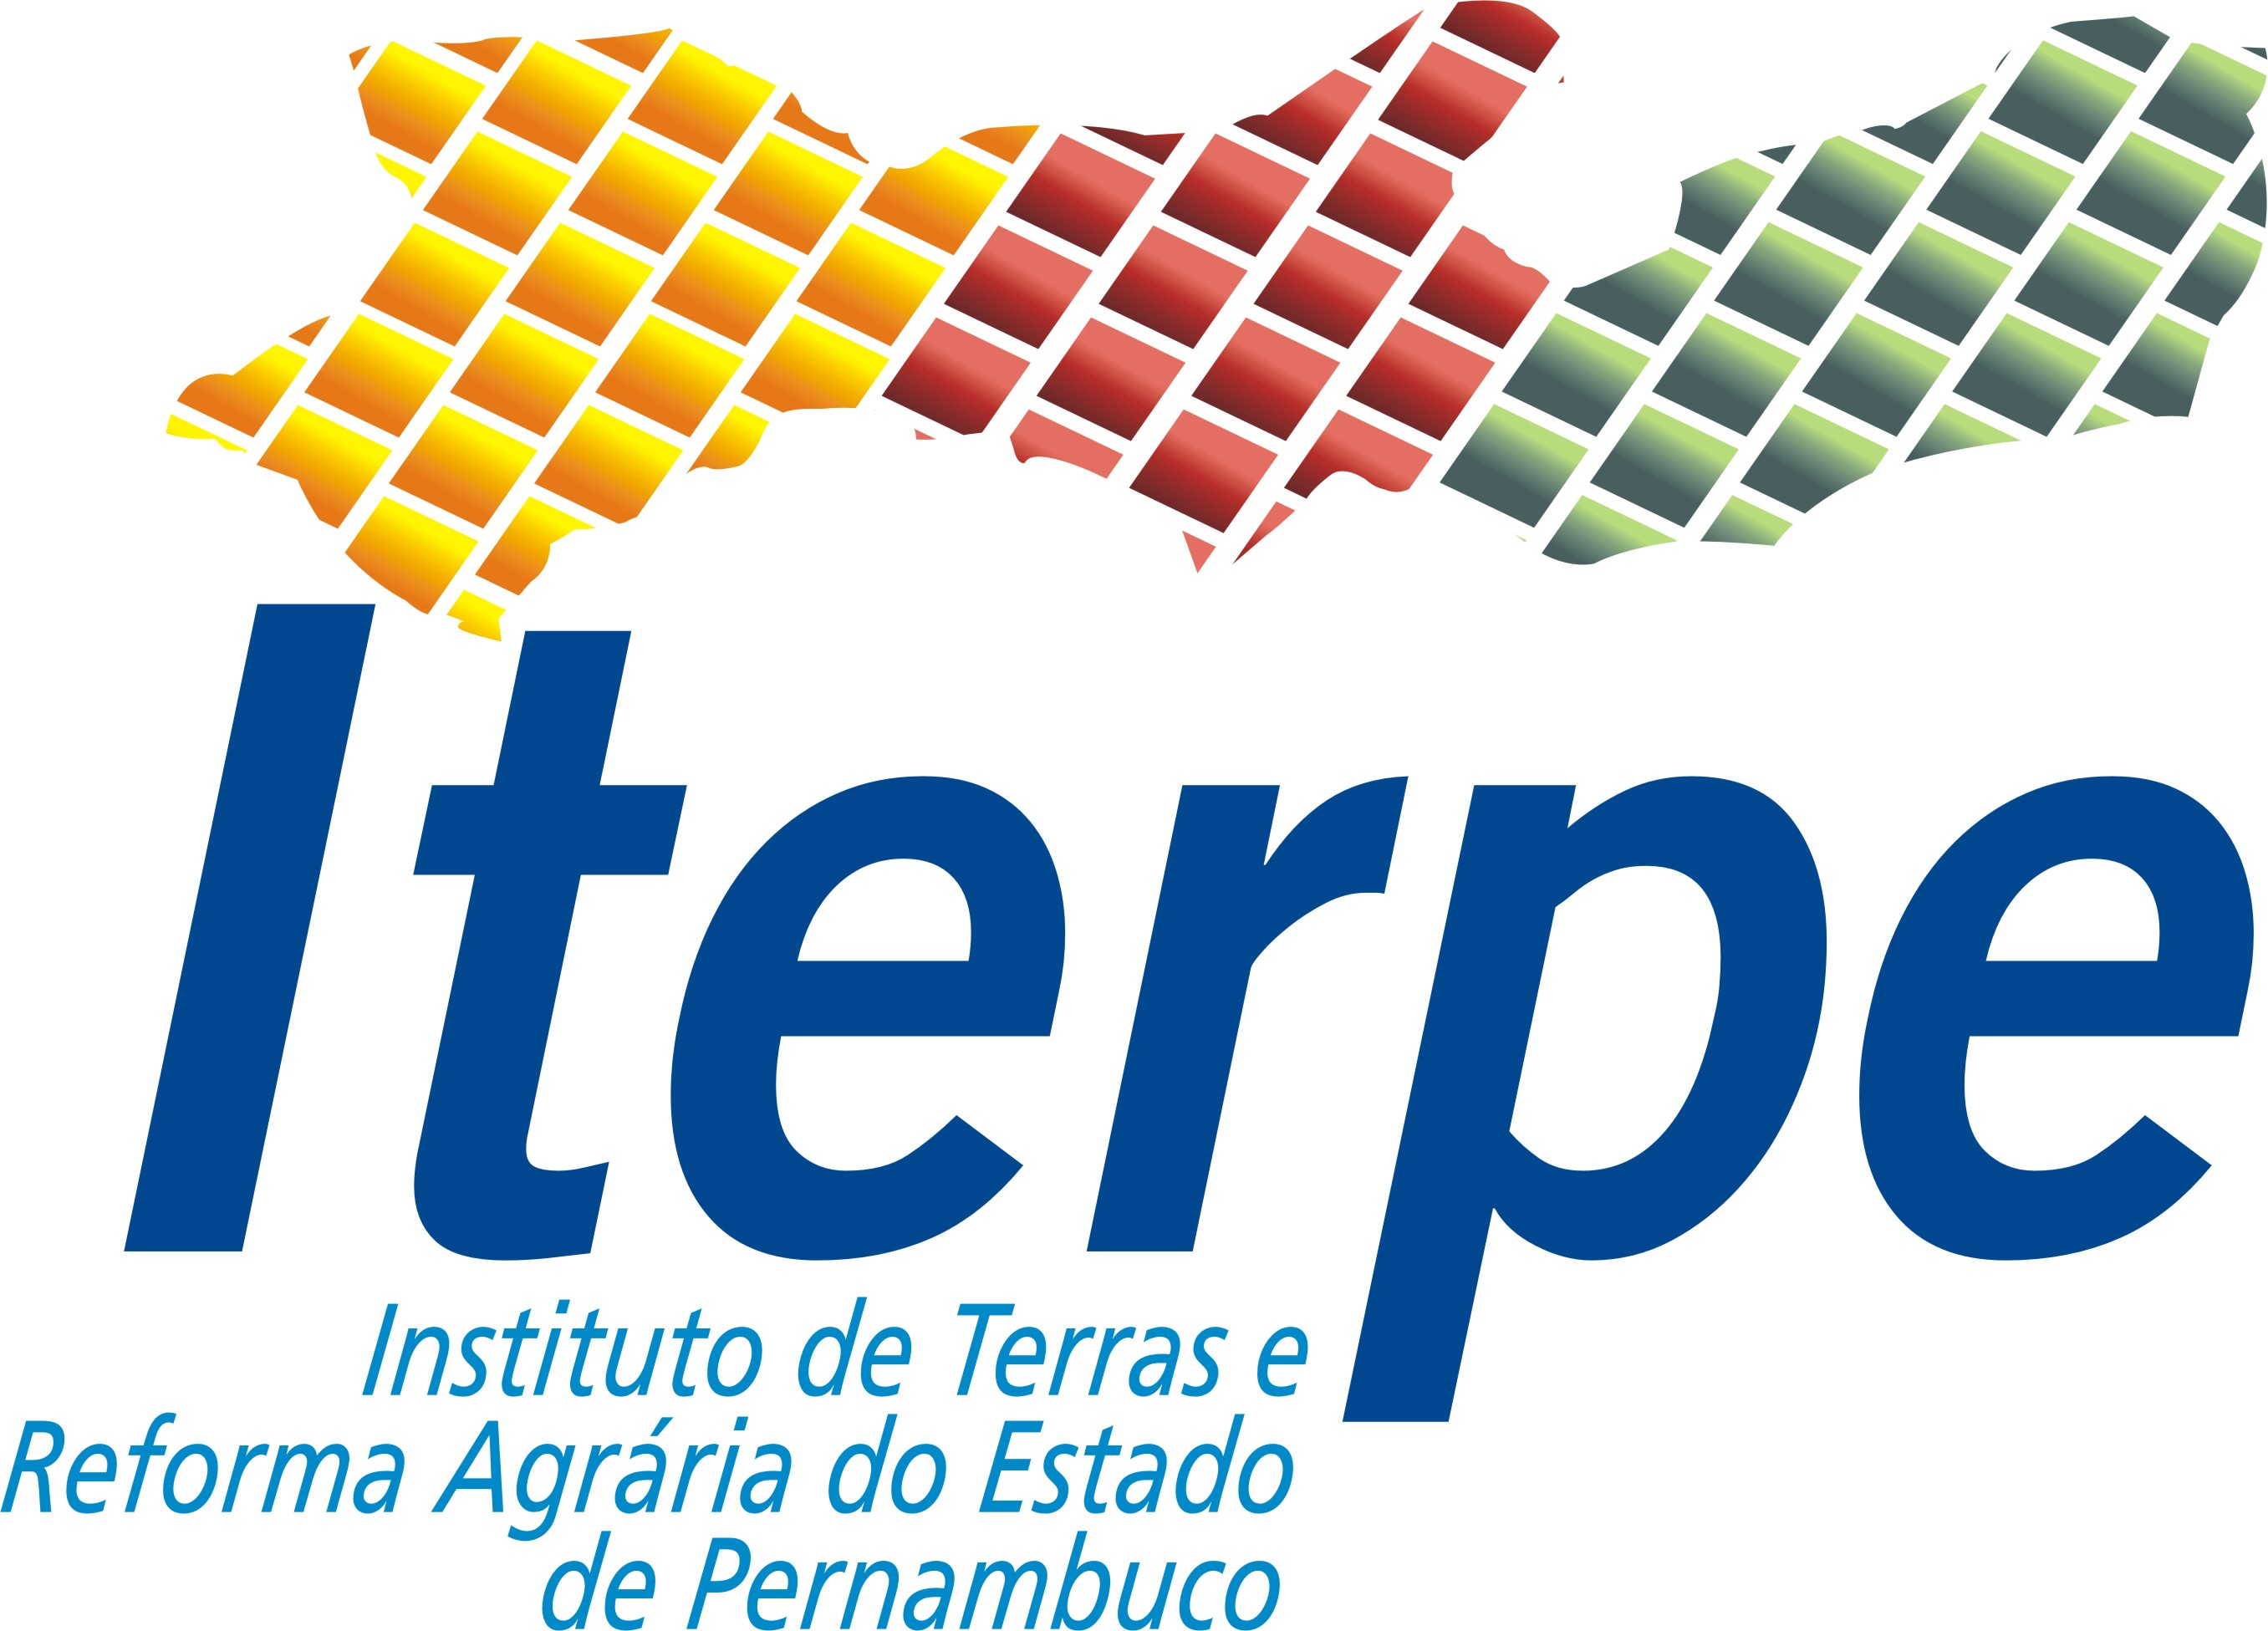 Iterpe
Instituto de Terras e
Reforma Agrária do Estado
de Pernambuco